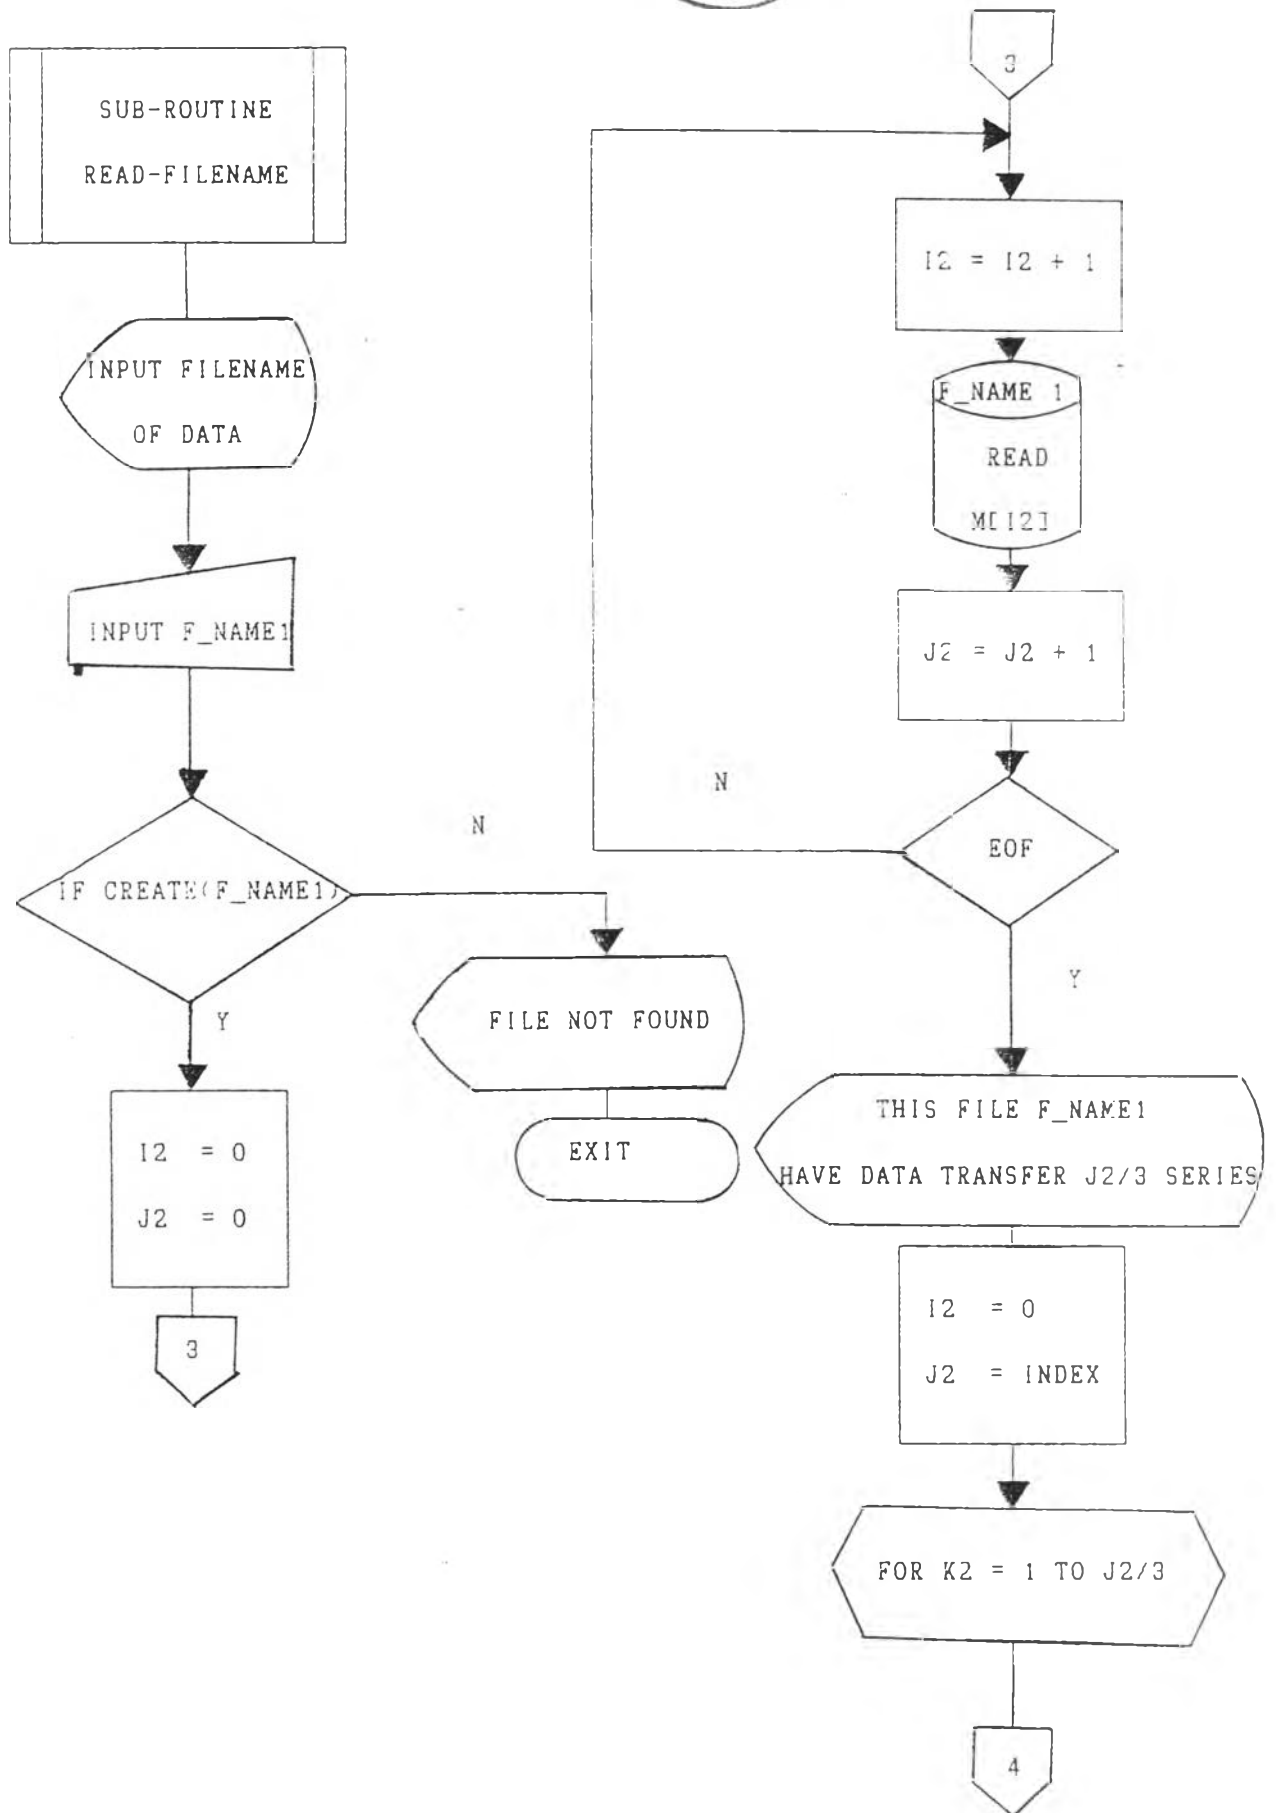 SUB-ROUTINE
READ-FILENAME
INPUT FILENAME
OF DATA
INPUT F_NAME1
IF CREATE(F_NAME1)
N
Y
FILE NOT FOUND
EXIT
I2 = 0
J2 = 0
3
3
I2 = I2 + 1
F_NAME 1
READ
M[I2]
J2 = J2 + 1
N
EOF
Y
THIS FILE F_NAME1
HAVE DATA TRANSFER J2/3 SERIES
I2 = 0
J2 = INDEX
FOR K2 = 1 TO J2/3
4